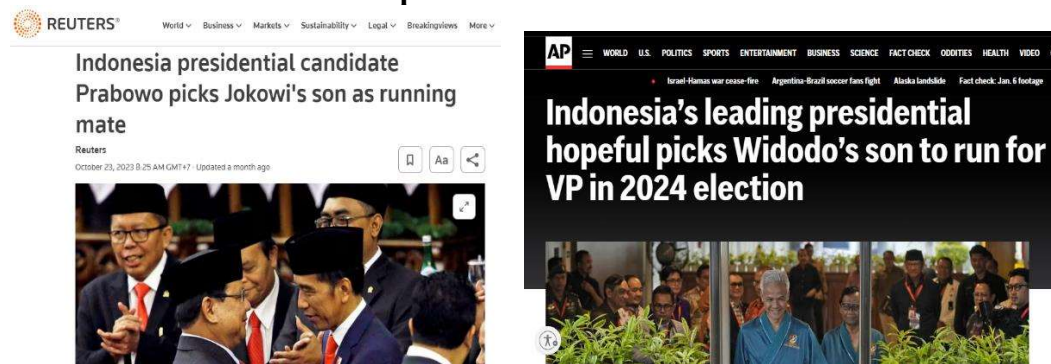 REUTERS®
World Business Markets Sustainability Legal Breakingviews More
Indonesia presidential candidate
Prabowo picks Jokowi's son as running
mate
Reuters
October 23, 2023 8:25 AM GMT+7 · Updated a month ago
Aa
AP WORLD U.S. POLITICS SPORTS ENTERTAINMENT BUSINESS SCIENCE FACT CHECK ODDITIES HEALTH VIDEO
Israel-Hamas war cease-fire Argentina-Brazil soccer fans fight Alaska landslide Fact check: Jan. 6 footage
Indonesia’s leading presidential
hopeful picks Widodo’s son to run for
VP in 2024 election